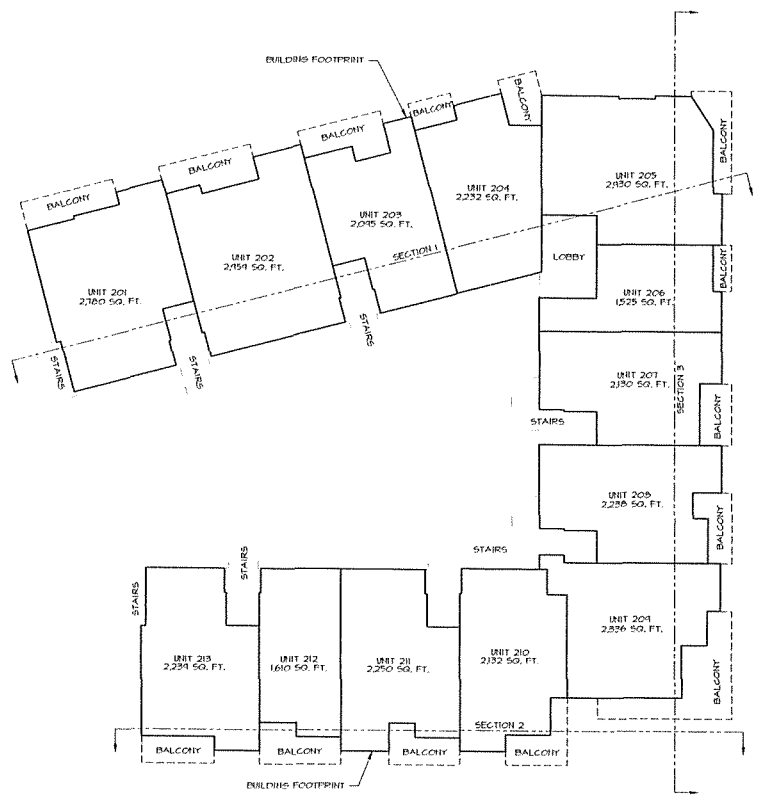 BUILDING FOOTPRINT
BALCONY
BALCONY
BALCONY
BALCONY
BALCONY
BALCONY
UNIT 205
2,930 SQ. FT.
UNIT 204
2,232 SQ. FT.
UNIT 203
2,095 SQ. FT.
UNIT 202
2,959 SQ. FT.
UNIT 201
2,780 SQ. FT.
SECTION 1
LOBBY
BALCONY
UNIT 206
1,525 SQ. FT.
STAIRS
STAIRS
STAIRS
UNIT 207
2,130 SQ. FT.
SECTION 3
BALCONY
STAIRS
UNIT 208
2,238 SQ. FT.
BALCONY
STAIRS
STAIRS
STAIRS
UNIT 209
2,336 SQ. FT.
BALCONY
UNIT 213
2,239 SQ. FT.
UNIT 212
1,610 SQ. FT.
UNIT 211
2,250 SQ. FT.
UNIT 210
2,132 SQ. FT.
SECTION 2
BALCONY
BALCONY
BALCONY
BALCONY
BUILDING FOOTPRINT